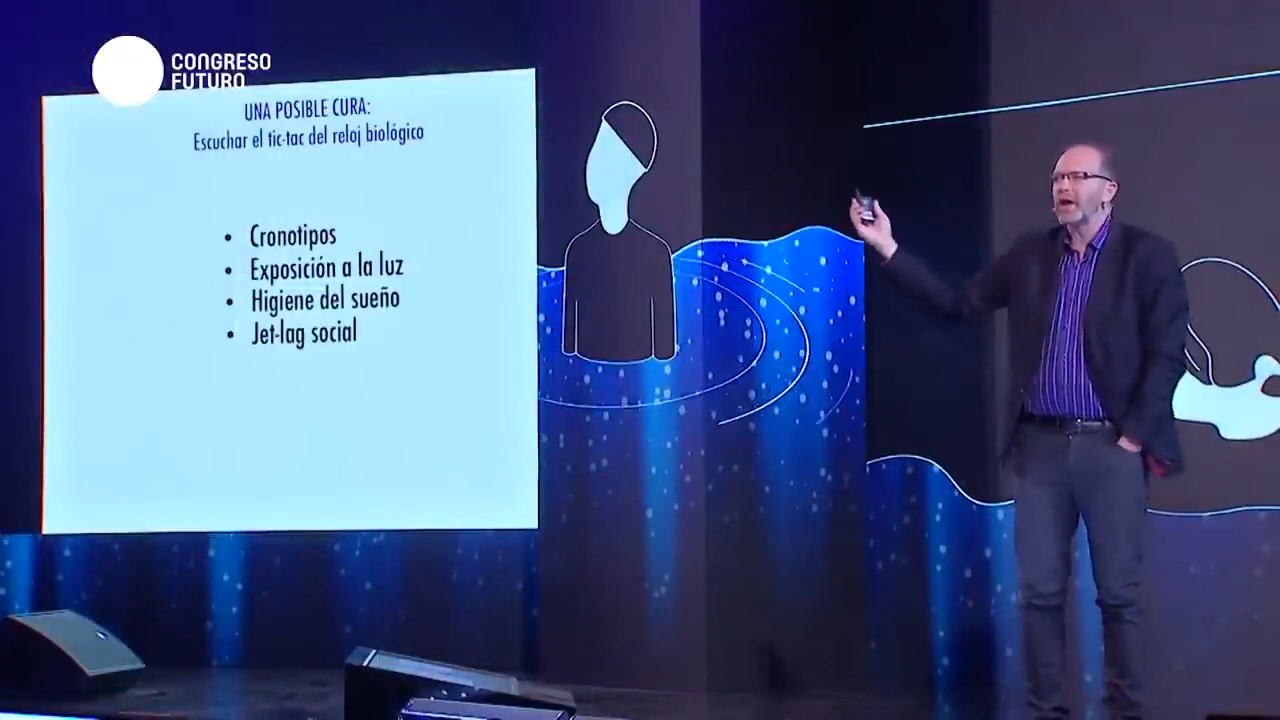 CONGRESO
FUTURO
UNA POSIBLE CURA:
Escuchar el tic-tac del reloj biológico
• Cronotipos
• Exposición a la luz
• Higiene del sueño
• Jet-lag social